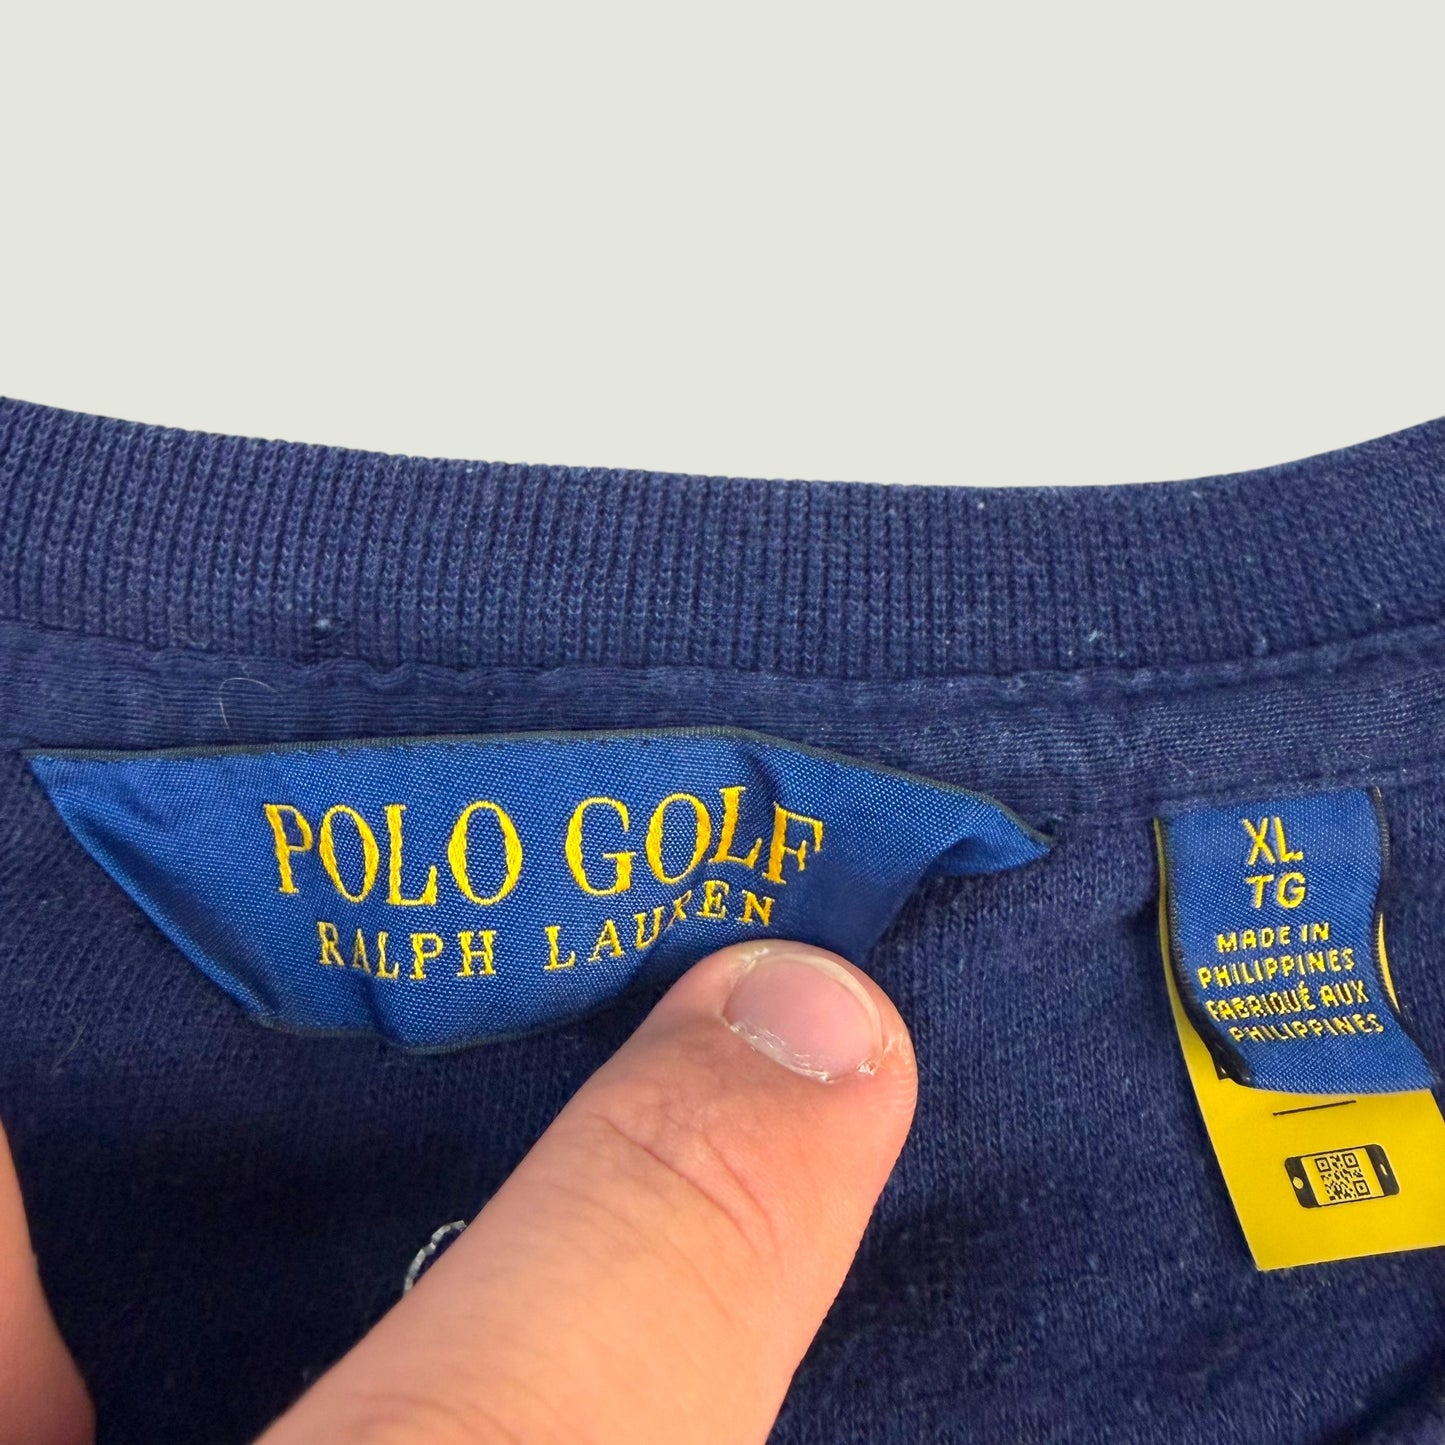 POLO GOLF
RALPH LAUREN
XL
TG
MADE IN
PHILIPPINES
FABRIQUÉ AUX
PHILIPPINES